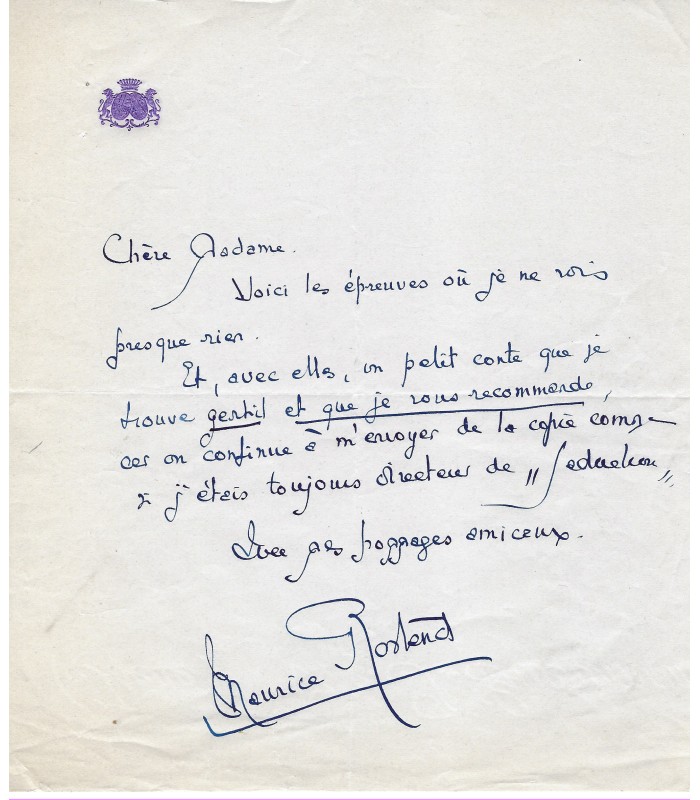 Chère Madame.
Voici les épreuves où je ne vois
presque rien.
Et, avec elles, un petit conte que je
trouve gentil et que je vous recommande,
car on continue à m'envoyer de la copie comme
si j'étais toujours directeur de "Séduction"
Avec mes hommages amicaux.
Maurice Rostand